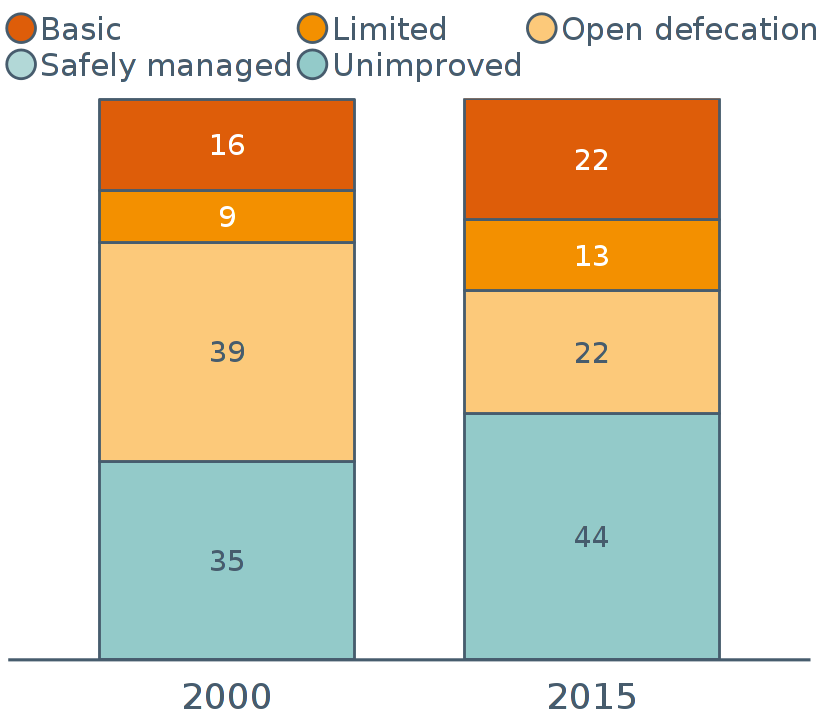 Basic Limited Open defecation
Safely managed Unimproved
16 22
9 13
39 22
35 44
2000 2015